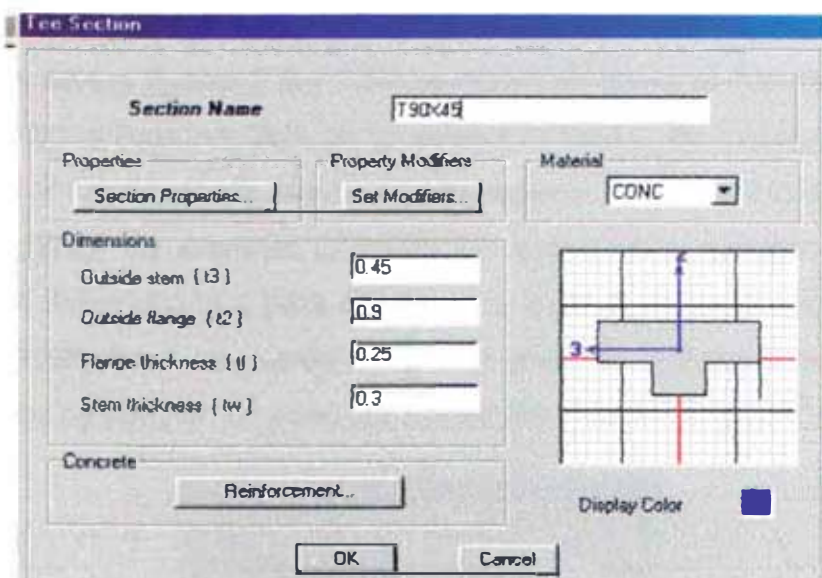 Tee Section
Section Name T90X45
Properties Property Modifiers Material
Section Properties... Set Modifiers... CONC
Dimensions
Outside stem ( t3 ) 0.45
Outside flange ( t2 ) 0.9
Flange thickness ( tf ) 0.25
Stem thickness ( tw ) 0.3
2
3
Concrete
Reinforcement...
Display Color
OK Cancel